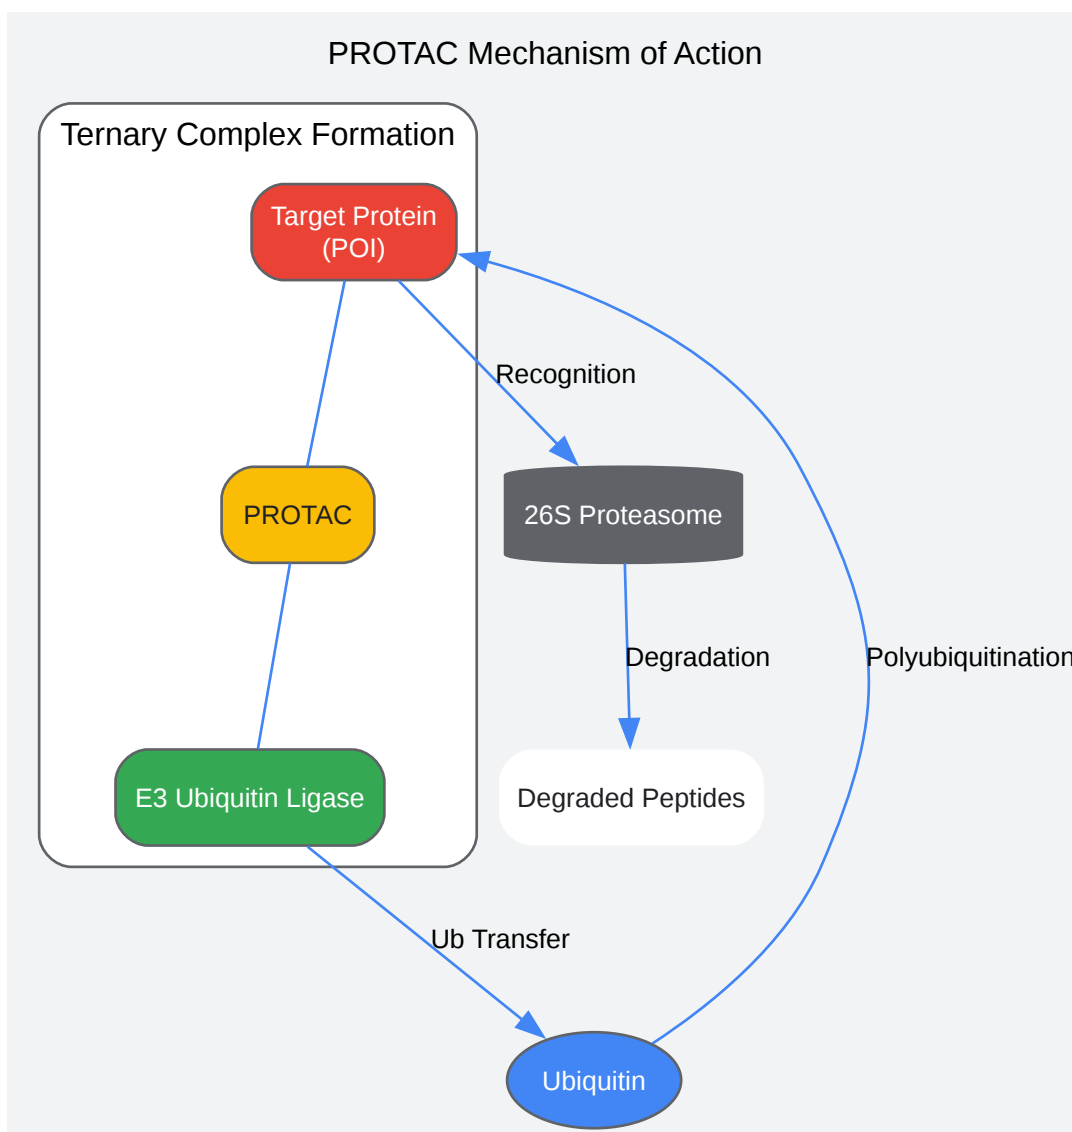 PROTAC Mechanism of Action
Ternary Complex Formation
Target Protein
(POI)
Recognition
PROTAC
26S Proteasome
Degradation
Polyubiquitination
E3 Ubiquitin Ligase
Degraded Peptides
Ub Transfer
Ubiquitin